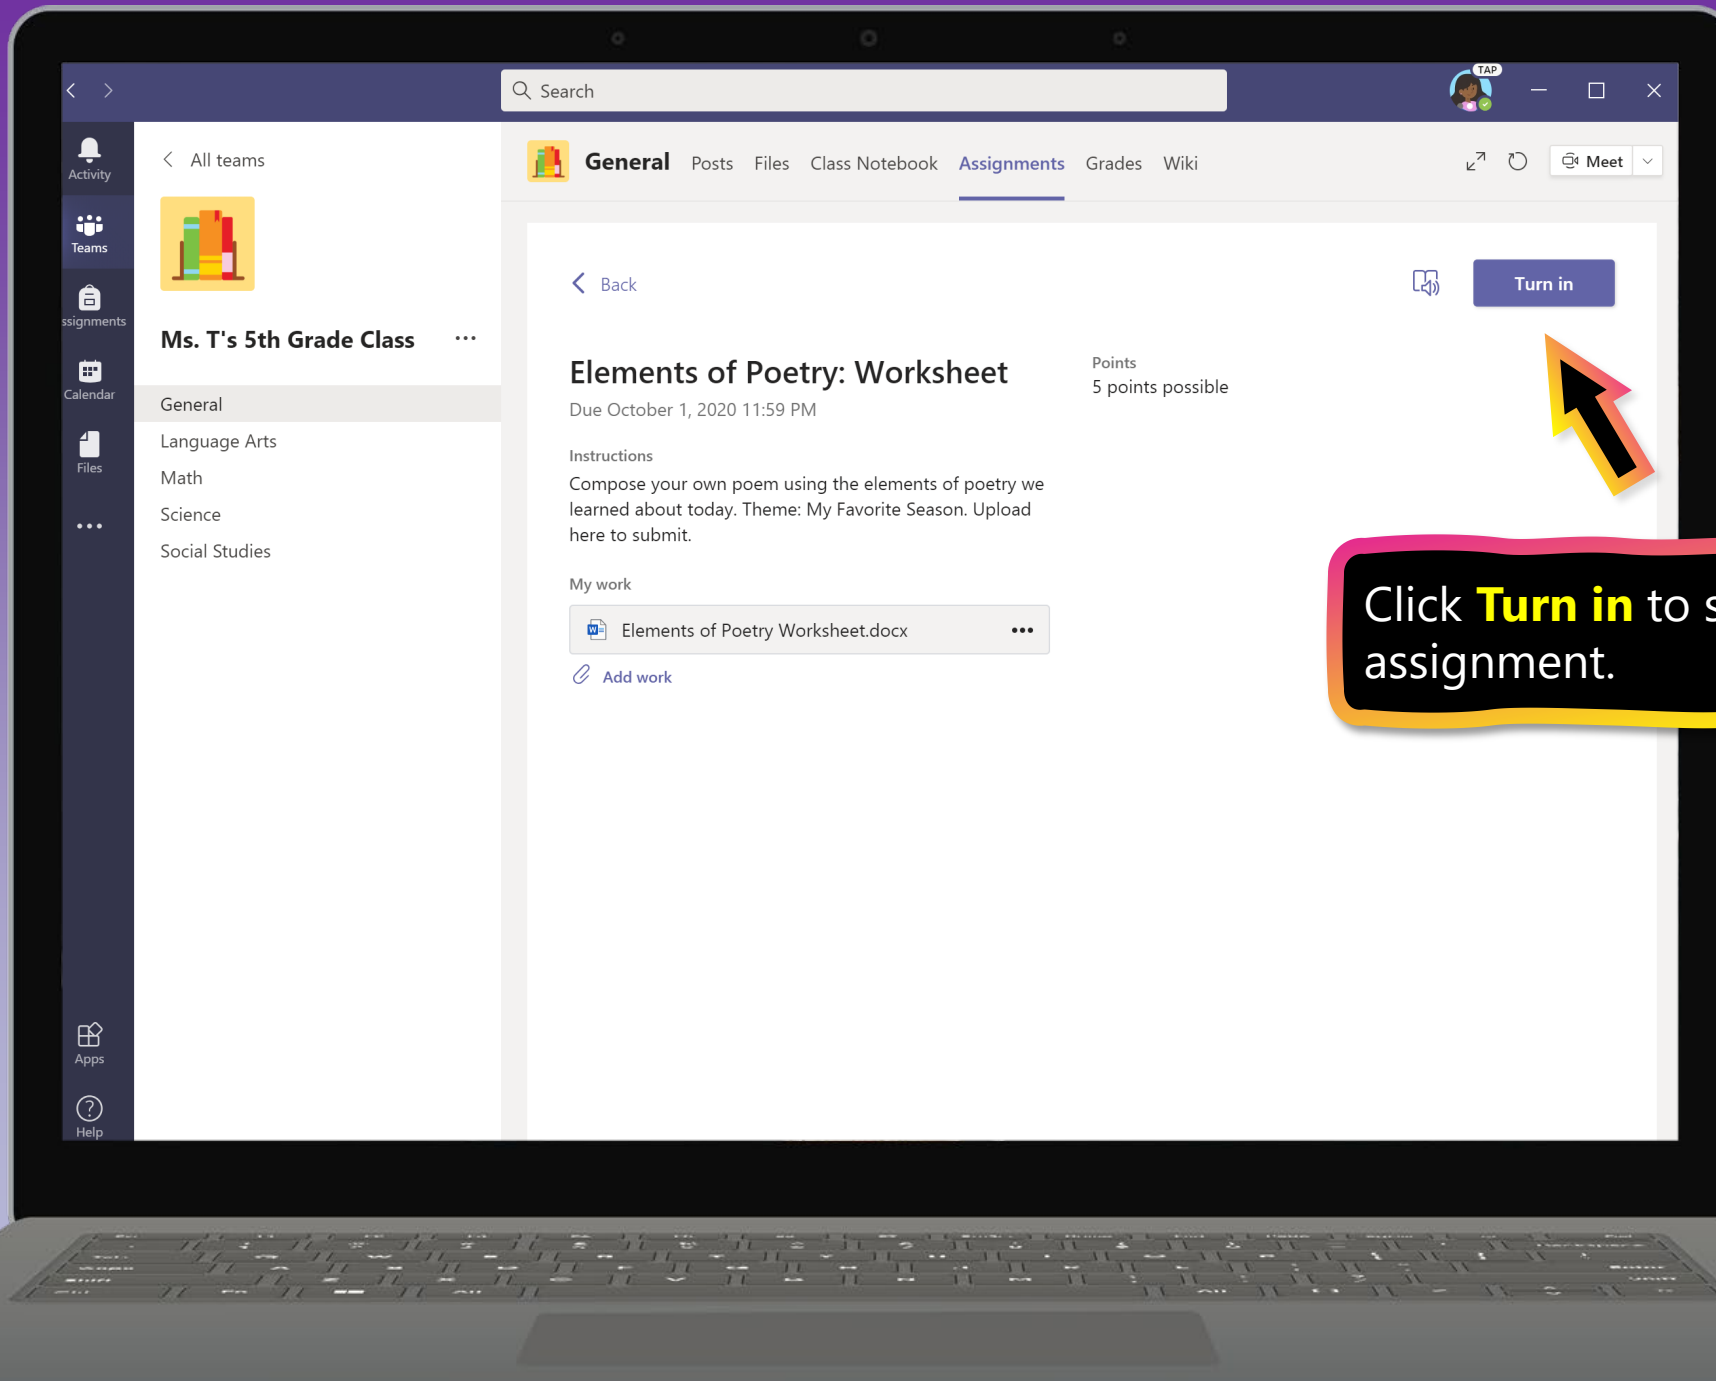 Search
TAP
Activity
Teams
ssignments
Calendar
Files
Apps
Help
All teams
Ms. T's 5th Grade Class
General
Language Arts
Math
Science
Social Studies
General Posts Files Class Notebook Assignments Grades Wiki
Meet
Back
Turn in
Elements of Poetry: Worksheet
Due October 1, 2020 11:59 PM
Points
5 points possible
Instructions
Compose your own poem using the elements of poetry we
learned about today. Theme: My Favorite Season. Upload
here to submit.
My work
Elements of Poetry Worksheet.docx
Add work
Click Turn in to s
assignment.